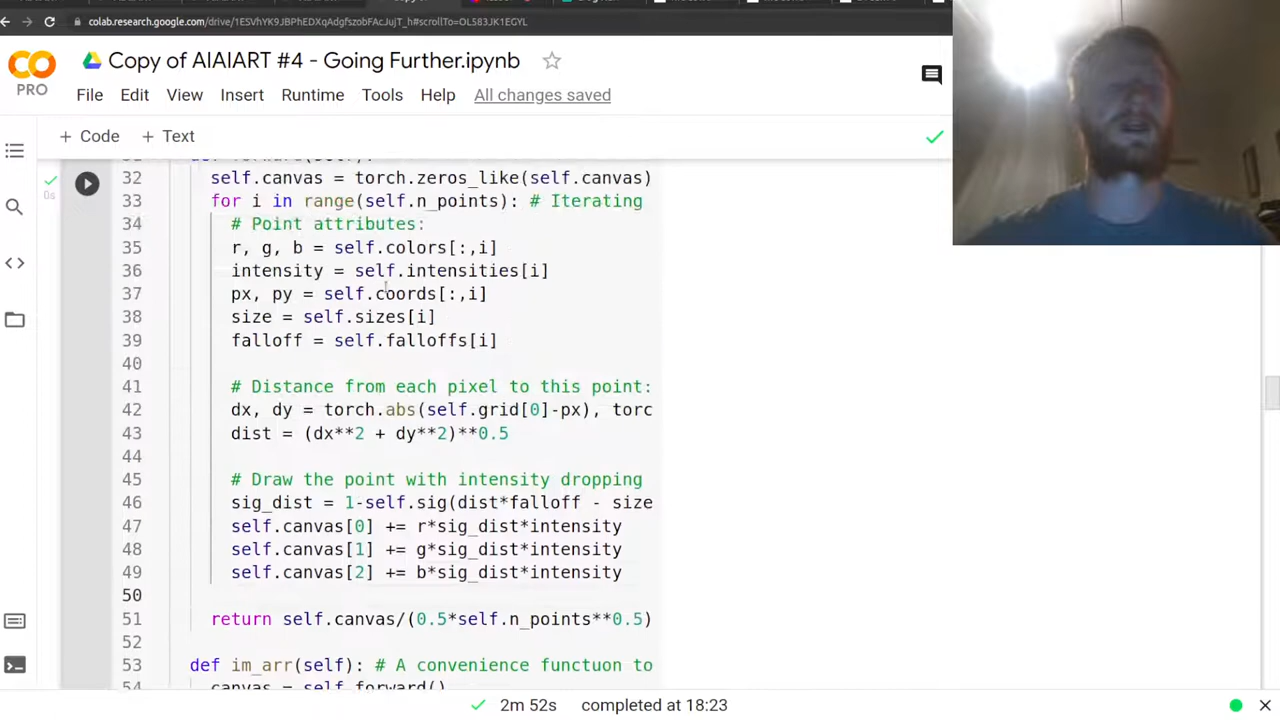 colab.research.google.com/drive/1ESVhYK9JBPhEDXqAdgfszobFAcJujT_h#scrollTo=OL583JK1EGYL
Copy of AIAIART #4 - Going Further.ipynb
PRO
File Edit View Insert Runtime Tools Help All changes saved
+ Code + Text
32 self.canvas = torch.zeros_like(self.canvas)
0s
33 for i in range(self.n_points): # Iterating
34 # Point attributes:
35 r, g, b = self.colors[:,i]
36 intensity = self.intensities[i]
37 px, py = self.coords[:,i]
38 size = self.sizes[i]
39 falloff = self.falloffs[i]
40
41 # Distance from each pixel to this point:
42 dx, dy = torch.abs(self.grid[0]-px), torc
43 dist = (dx**2 + dy**2)**0.5
44
45 # Draw the point with intensity dropping
46 sig_dist = 1-self.sig(dist*falloff - size
47 self.canvas[0] += r*sig_dist*intensity
48 self.canvas[1] += g*sig_dist*intensity
49 self.canvas[2] += b*sig_dist*intensity
50
51 return self.canvas/(0.5*self.n_points**0.5)
52
53 def im_arr(self): # A convenience functuon to
54 canvas = self.forward()
2m 52s completed at 18:23